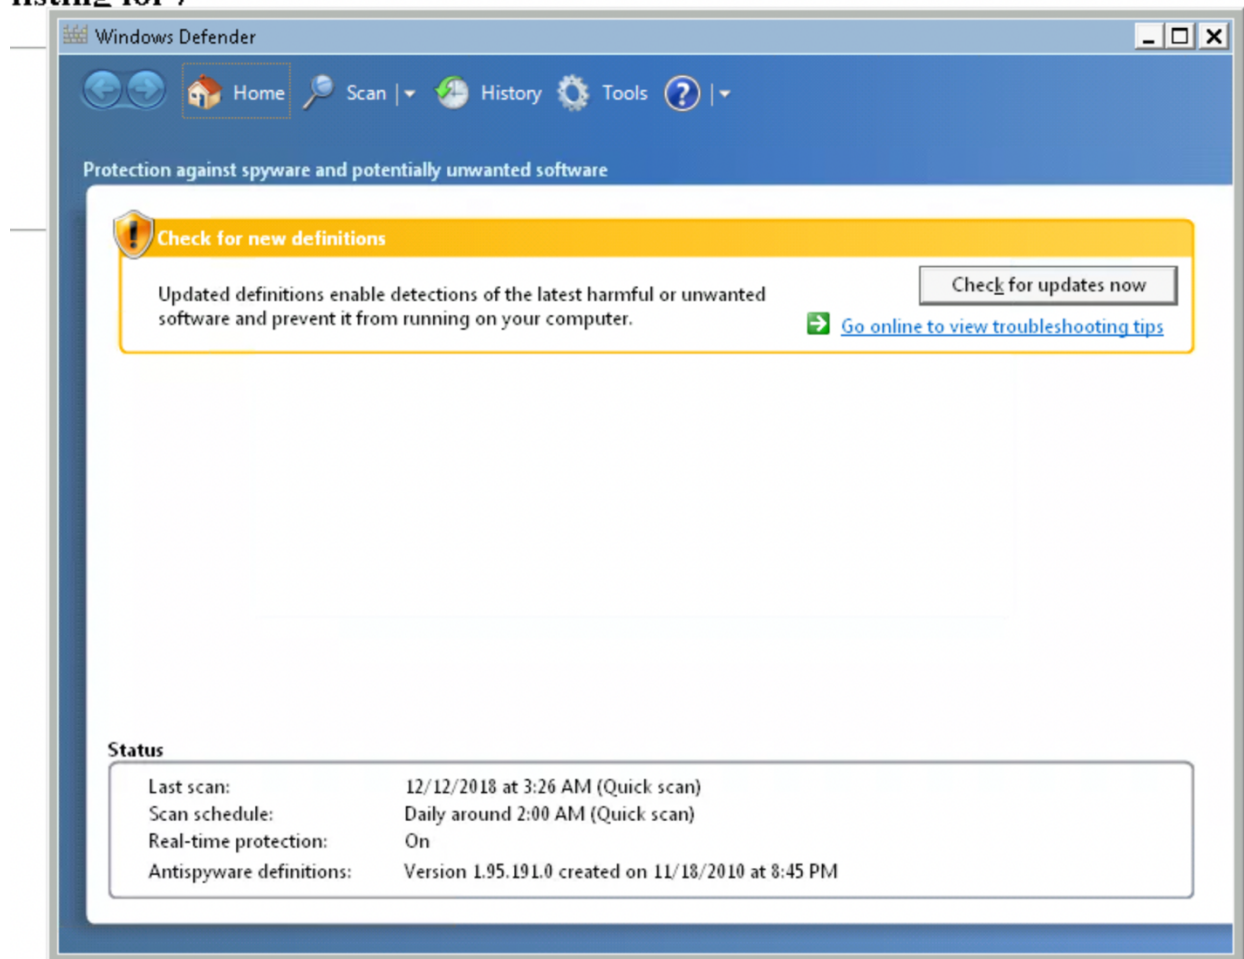 Windows Defender
Home Scan History Tools
Protection against spyware and potentially unwanted software
Check for new definitions
Updated definitions enable detections of the latest harmful or unwanted
software and prevent it from running on your computer.
Check for updates now
Go online to view troubleshooting tips
Status
Last scan: 12/12/2018 at 3:26 AM (Quick scan)
Scan schedule: Daily around 2:00 AM (Quick scan)
Real-time protection: On
Antispyware definitions: Version 1.95.191.0 created on 11/18/2010 at 8:45 PM